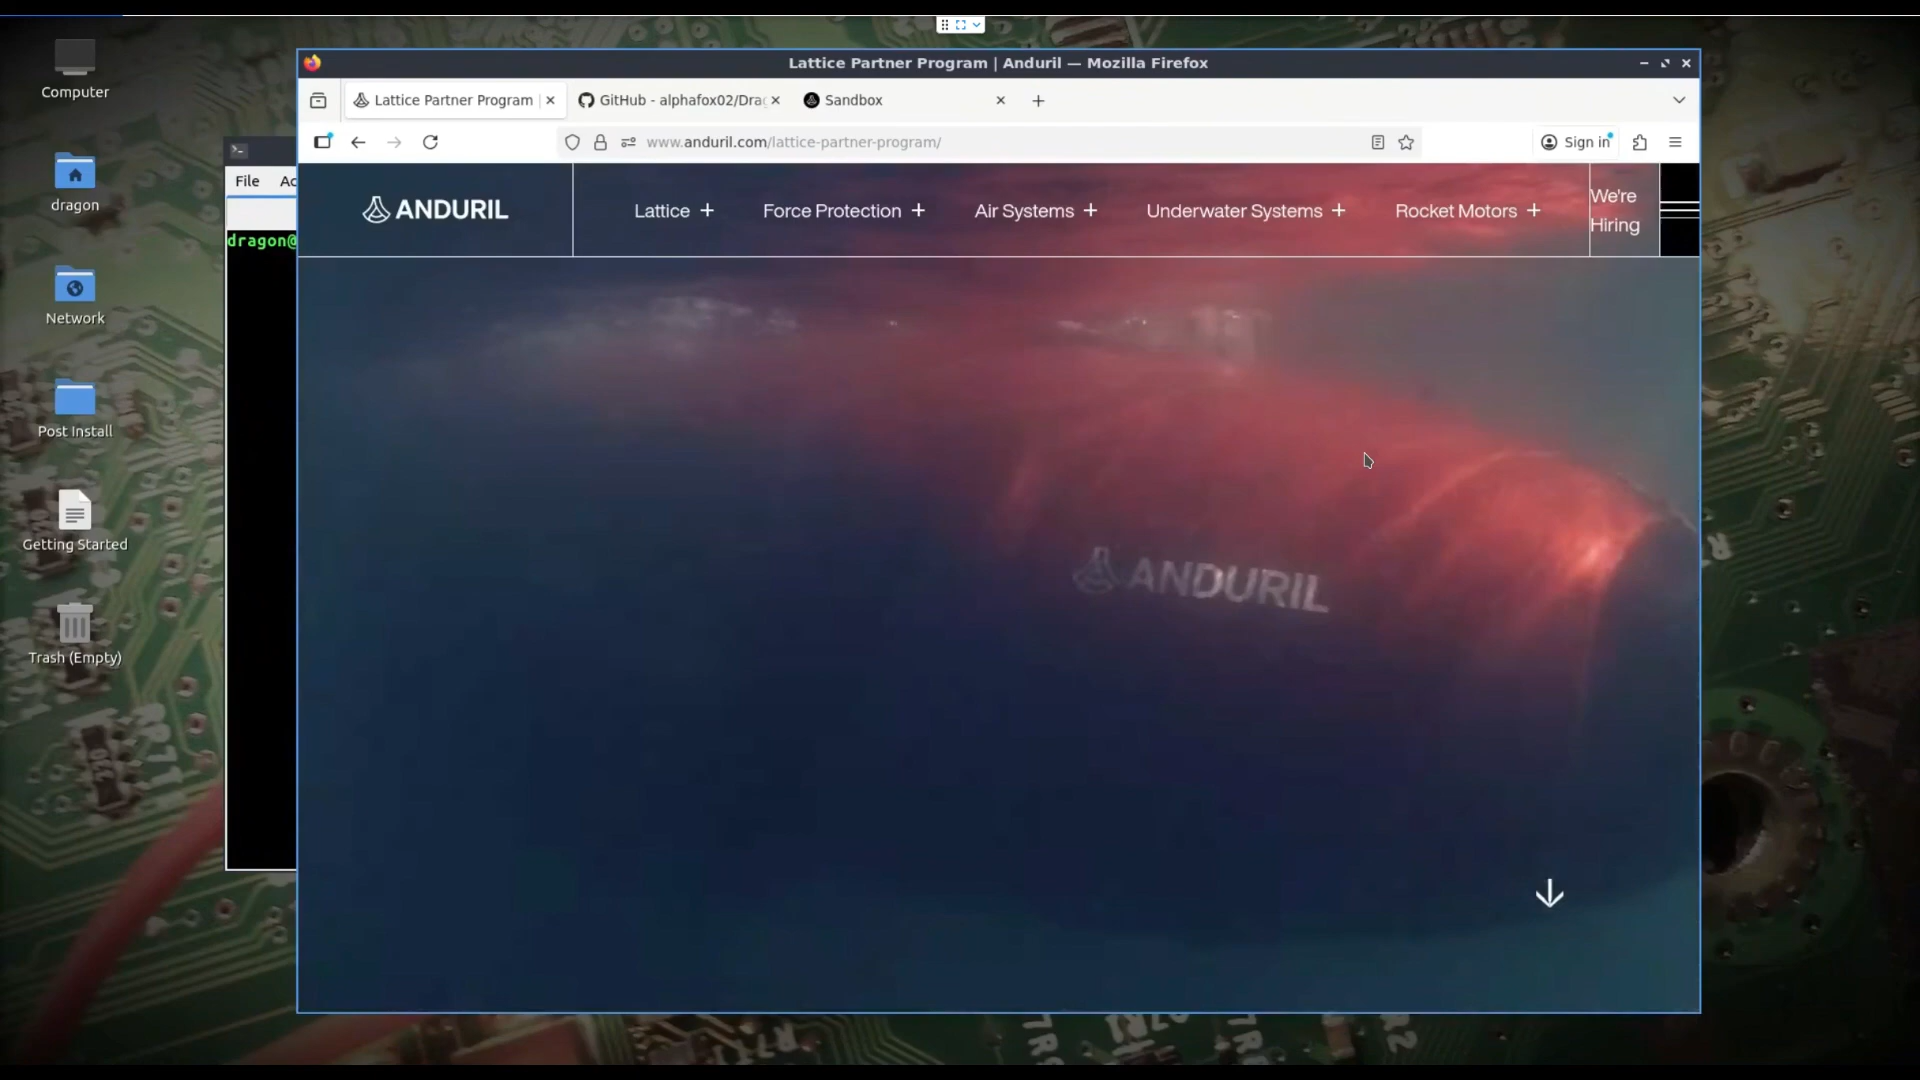 Computer
dragon
Network
Post Install
Getting Started
Trash (Empty)
File
dragon@
Lattice Partner Program | Anduril — Mozilla Firefox
Lattice Partner Program |
GitHub - alphafox02/Drag
Sandbox
www.anduril.com/lattice-partner-program/
Sign in
ANDURIL
Lattice +
Force Protection +
Air Systems +
Underwater Systems +
Rocket Motors +
We're
Hiring
ANDURIL